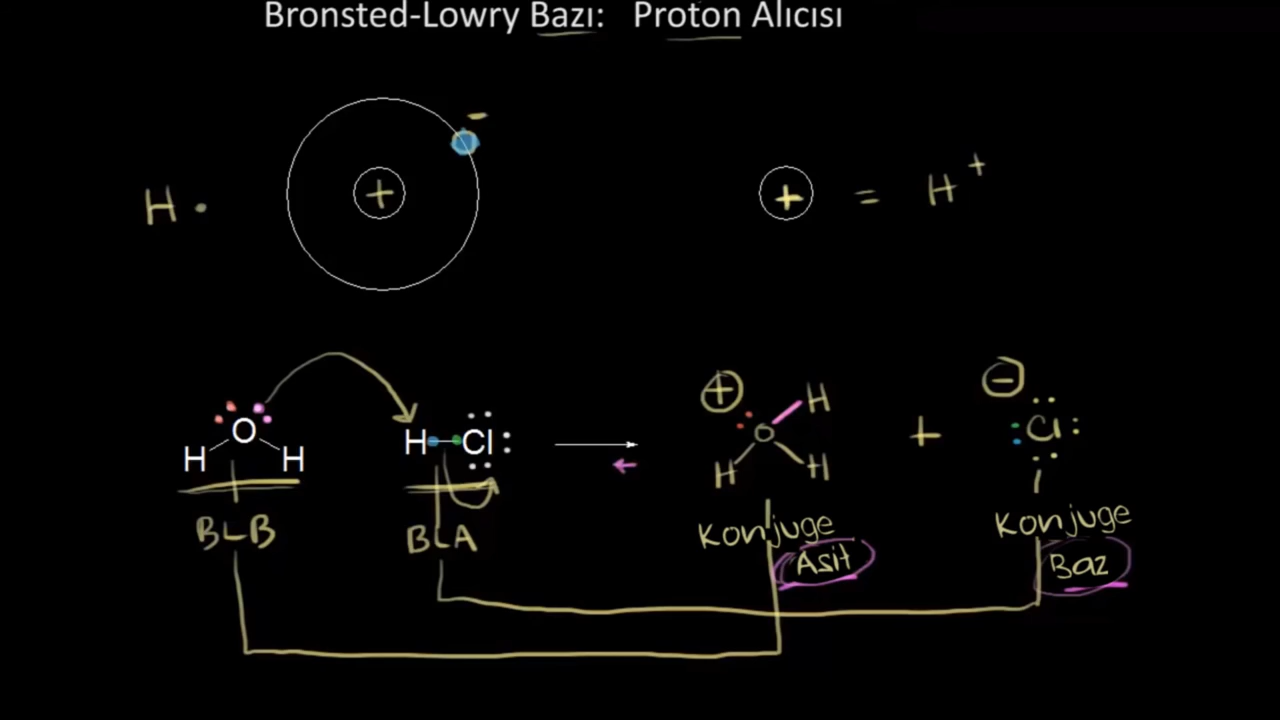 Bronsted-Lowry Bazı: Proton Alıcısı
−
H · + + = H+
+ H −
O H–Cl O + Cl
H H H H
BLB BLA Konjuge Asit Konjuge Baz